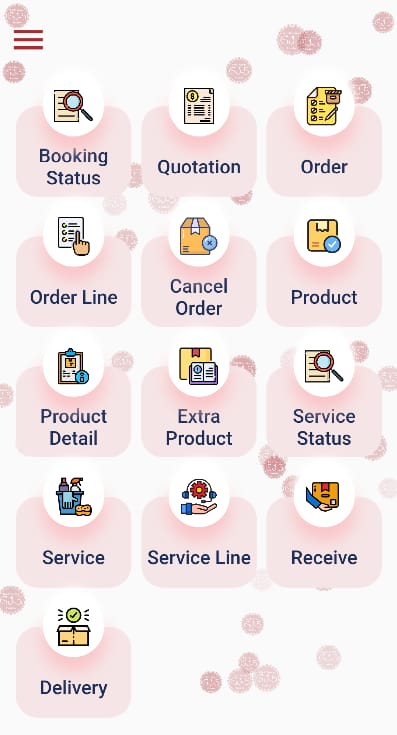 Booking
Status
Quotation
Order
Order Line
Cancel
Order
Product
Product
Detail
Extra
Product
Service
Status
Service
Service Line
Receive
Delivery